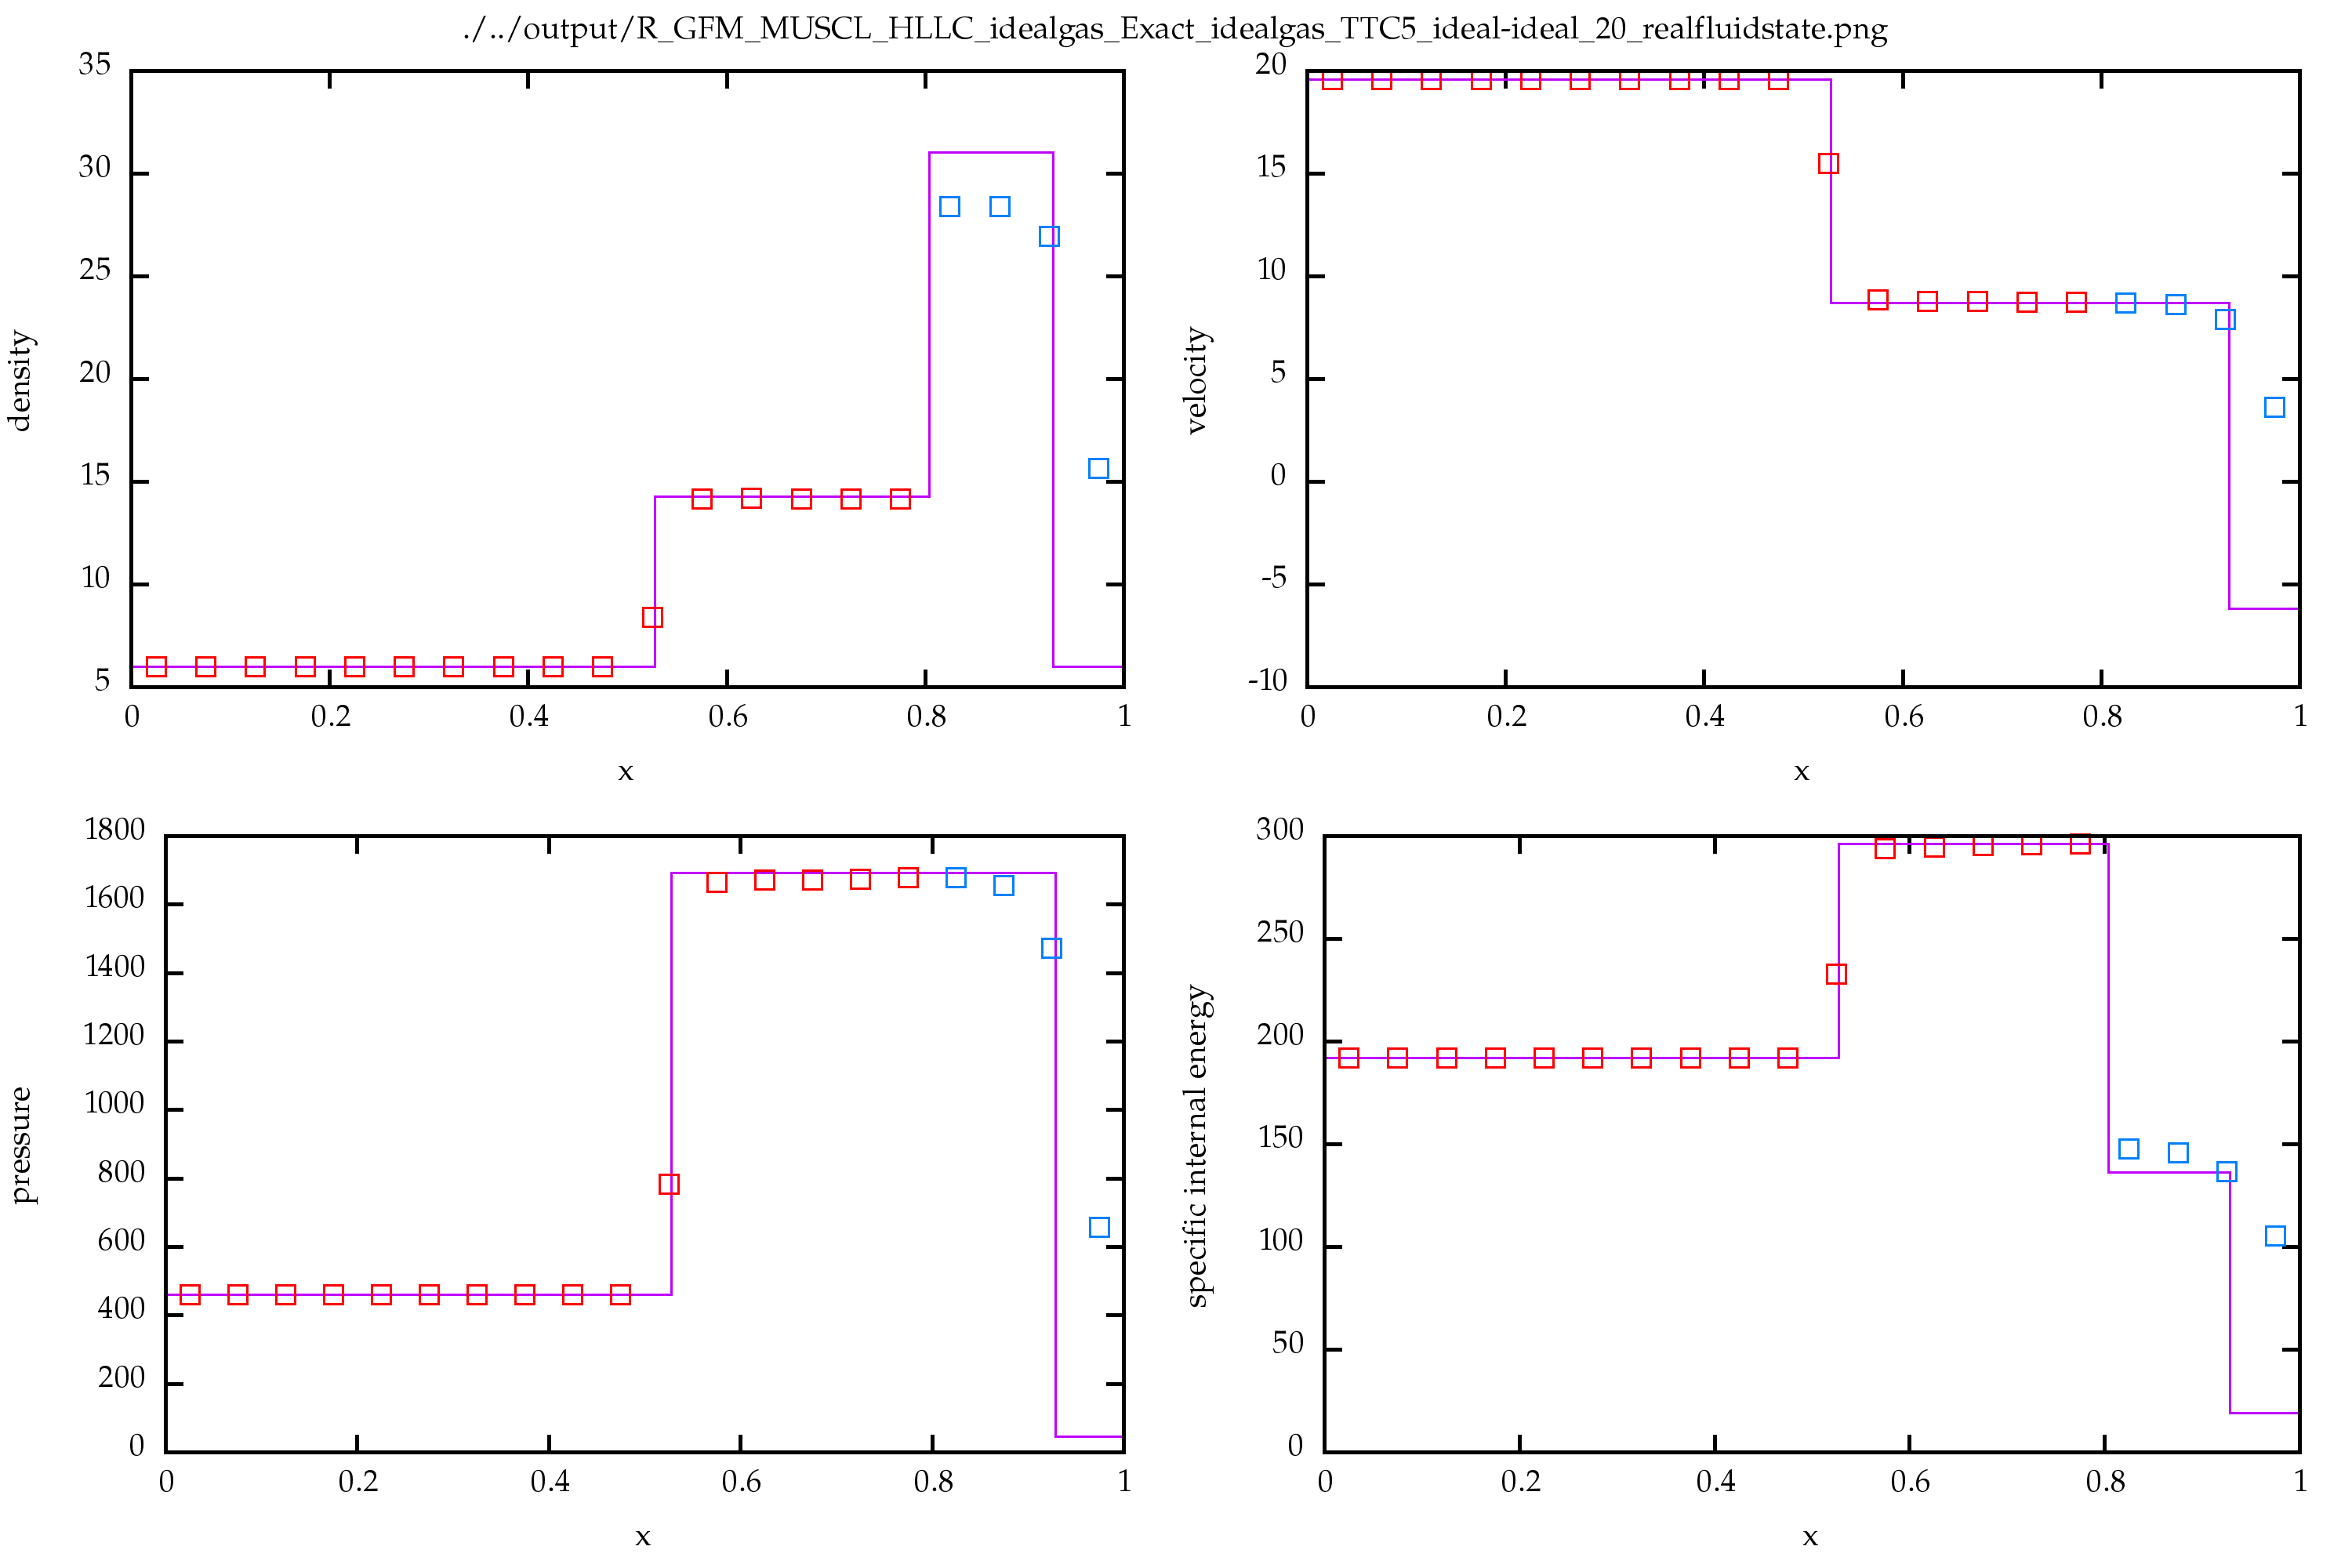 ./../output/R_GFM_MUSCL_HLLC_idealgas_Exact_idealgas_TTC5_ideal-ideal_20_realfluidstate.png
35
30
25
20
15
10
5
density
0 0.2 0.4 0.6 0.8 1
x
20
15
10
5
0
-5
-10
velocity
0 0.2 0.4 0.6 0.8 1
x
1800
1600
1400
1200
1000
800
600
400
200
0
pressure
0 0.2 0.4 0.6 0.8 1
x
300
250
200
150
100
50
0
specific internal energy
0 0.2 0.4 0.6 0.8 1
x